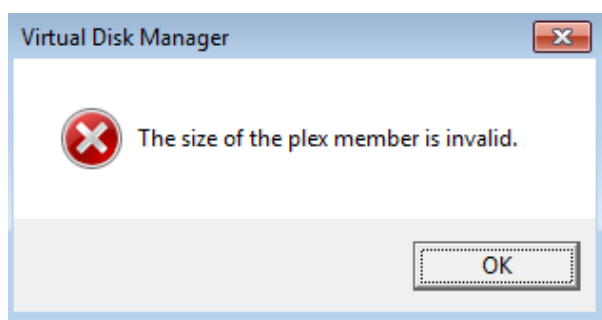 Virtual Disk Manager
The size of the plex member is invalid.
OK